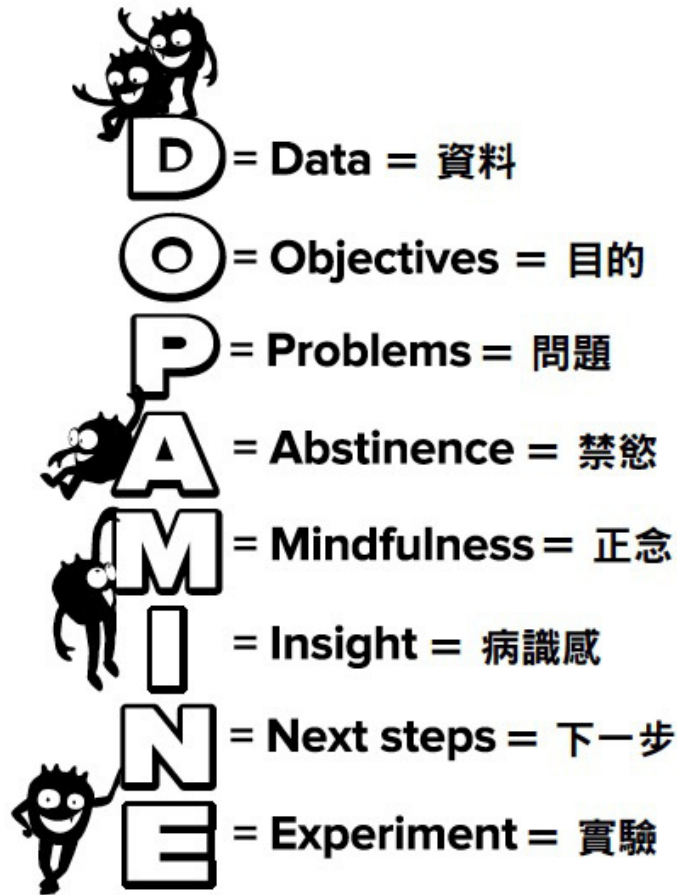 D = Data = 資料
O = Objectives = 目的
P = Problems = 問題
A = Abstinence = 禁慾
M = Mindfulness = 正念
I = Insight = 病識感
N = Next steps = 下一步
E = Experiment = 實驗